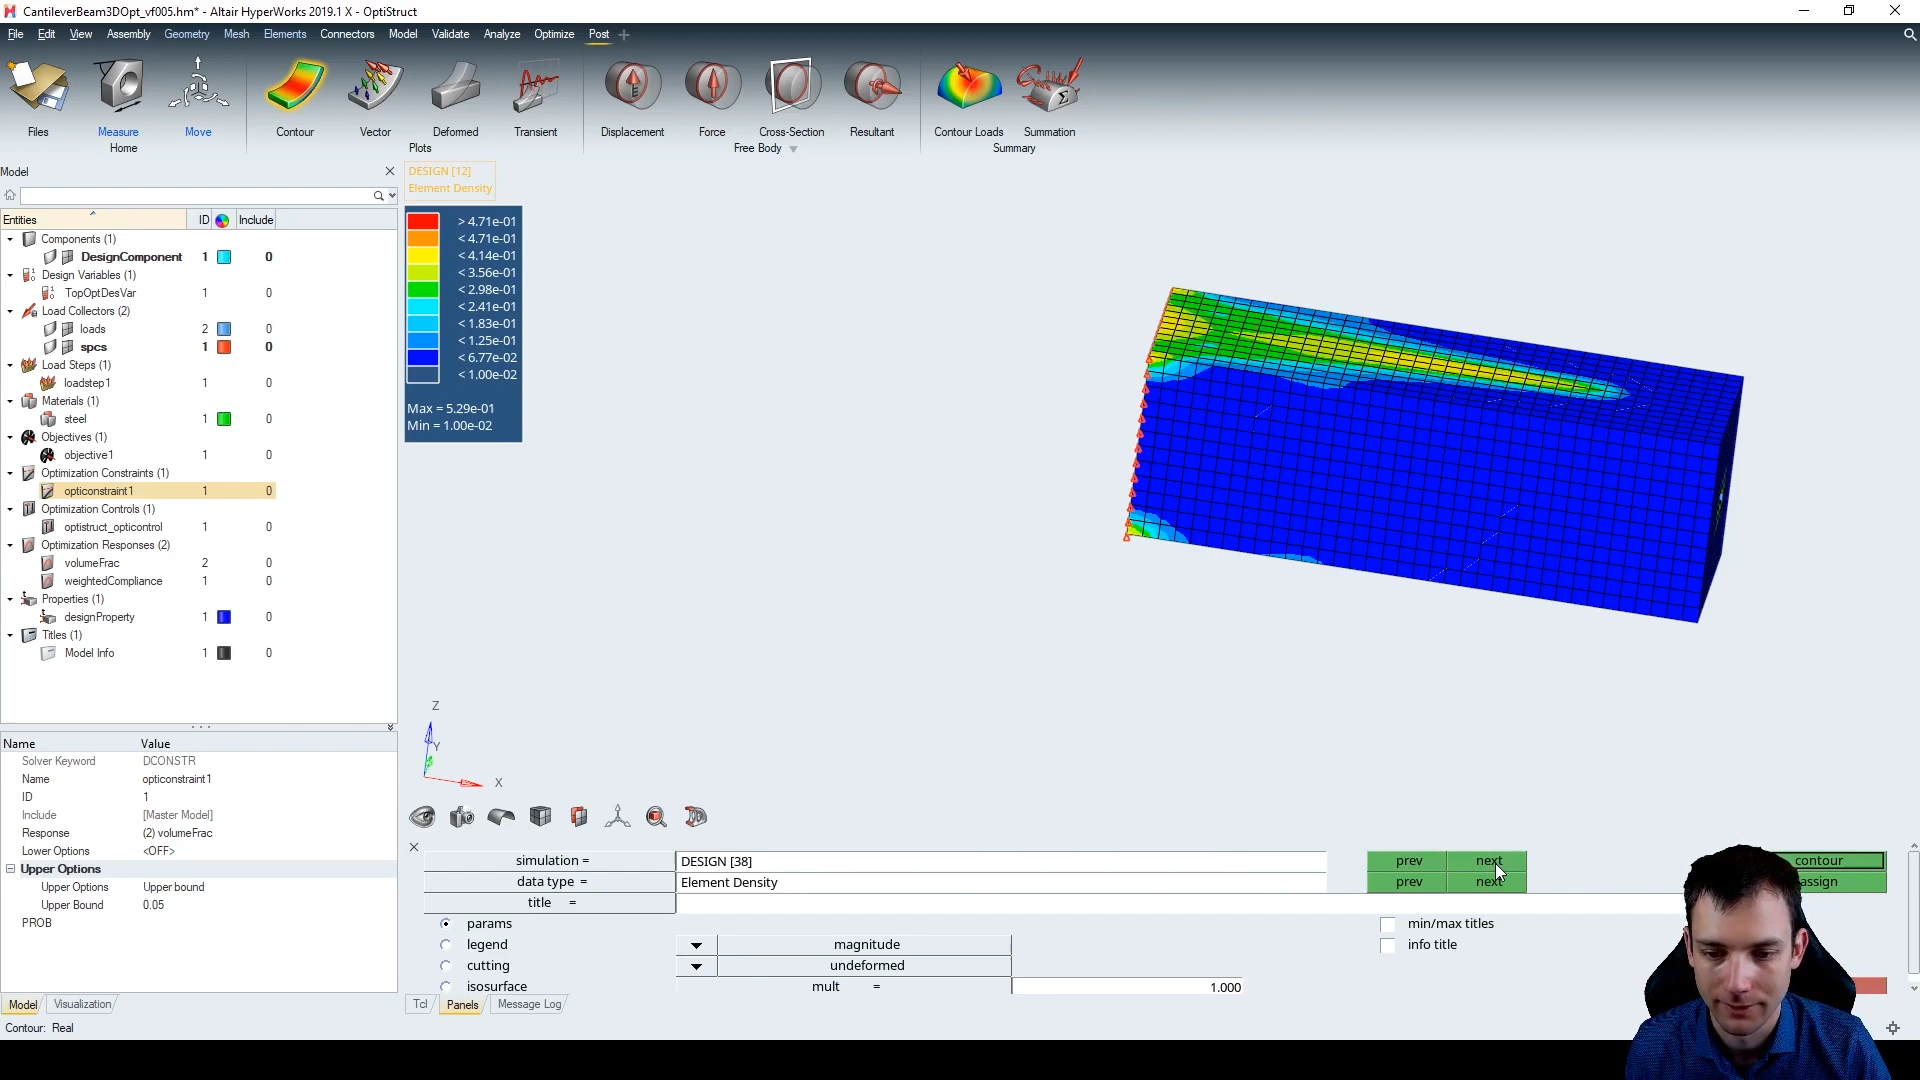 CantileverBeam3DOpt_vf005.hm* - Altair HyperWorks 2019.1 X - OptiStruct
File Edit View Assembly Geometry Mesh Elements Connectors Model Validate Analyze Optimize Post
Files Measure Move Contour Vector Deformed Transient Displacement Force Cross-Section Resultant Contour Loads Summation
Home Plots Free Body Summary
Model
Entities ID Include
Components (1)
DesignComponent 1 0
Design Variables (1)
TopOptDesVar 1 0
Load Collectors (2)
loads 2 0
spcs 1 0
Load Steps (1)
loadstep1 1 0
Materials (1)
steel 1 0
Objectives (1)
objective1 1 0
Optimization Constraints (1)
opticonstraint1 1 0
Optimization Controls (1)
optistruct_opticontrol 1 0
Optimization Responses (2)
volumeFrac 2 0
weightedCompliance 1 0
Properties (1)
designProperty 1 0
Titles (1)
Model Info 1 0
Name Value
Solver Keyword DCONSTR
Name opticonstraint1
ID 1
Include [Master Model]
Response (2) volumeFrac
Lower Options <OFF>
Upper Options
Upper Options Upper bound
Upper Bound 0.05
PROB
Model Visualization
Contour: Real
DESIGN [12]
Element Density
> 4.71e-01
< 4.71e-01
< 4.14e-01
< 3.56e-01
< 2.98e-01
< 2.41e-01
< 1.83e-01
< 1.25e-01
< 6.77e-02
< 1.00e-02
Max = 5.29e-01
Min = 1.00e-02
Z
Y
X
simulation = DESIGN [38] prev next contour
data type = Element Density prev next assign
title =
params min/max titles
legend magnitude info title
cutting undeformed
isosurface mult = 1.000
Tcl Panels Message Log